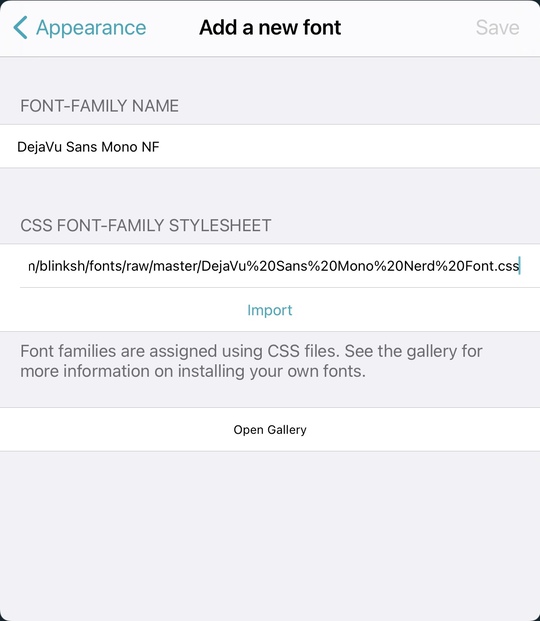 Appearance
Add a new font
Save
FONT-FAMILY NAME
DejaVu Sans Mono NF
CSS FONT-FAMILY STYLESHEET
/blinksh/fonts/raw/master/DejaVu%20Sans%20Mono%20Nerd%20Font.css
Import
Font families are assigned using CSS files. See the gallery for
more information on installing your own fonts.
Open Gallery